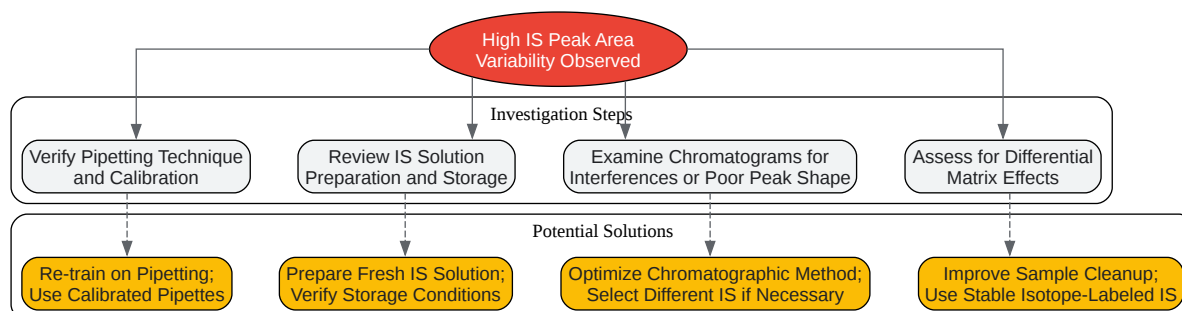 High IS Peak Area
Variability Observed
Investigation Steps
Verify Pipetting Technique
and Calibration
Review IS Solution
Preparation and Storage
Examine Chromatograms for
Interferences or Poor Peak Shape
Assess for Differential
Matrix Effects
Potential Solutions
Re-train on Pipetting;
Use Calibrated Pipettes
Prepare Fresh IS Solution;
Verify Storage Conditions
Optimize Chromatographic Method;
Select Different IS if Necessary
Improve Sample Cleanup;
Use Stable Isotope-Labeled IS